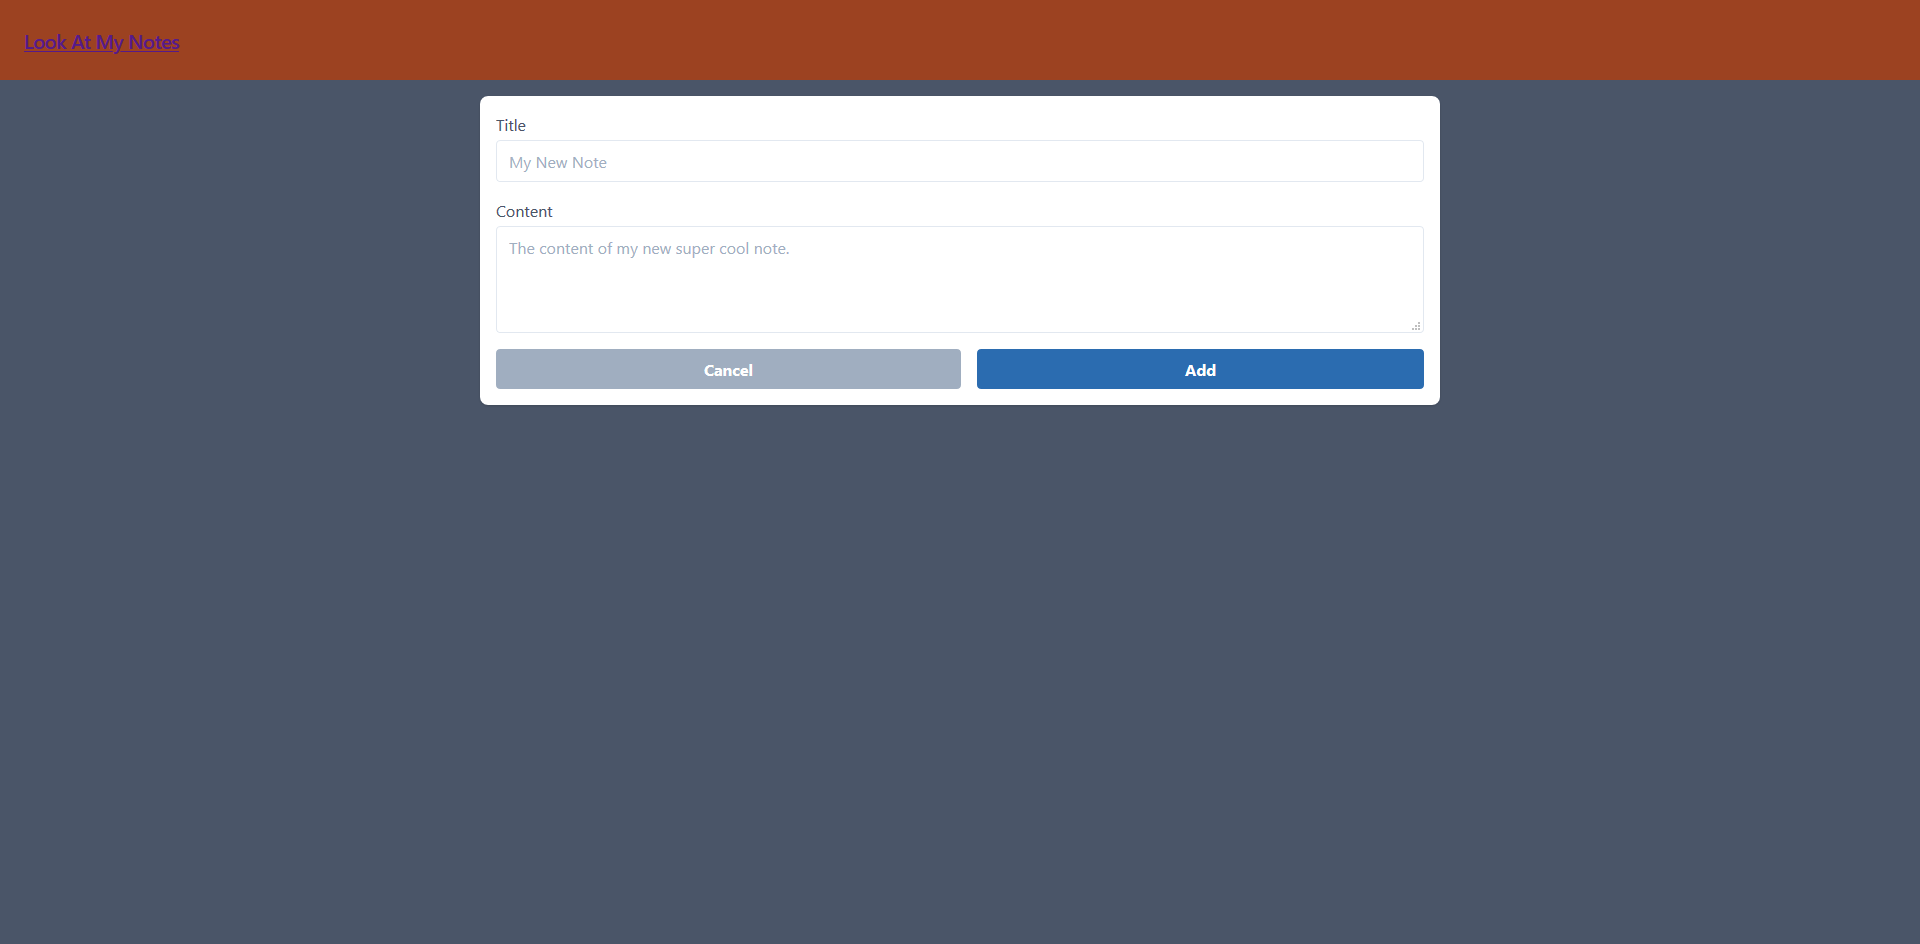 Look At My Notes
Title
My New Note
Content
The content of my new super cool note.
Cancel
Add